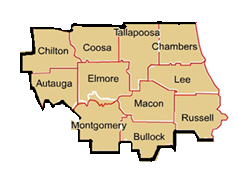 Tallapoosa
Chilton
Coosa
Chambers
Autauga
Elmore
Lee
Macon
Montgomery
Russell
Bullock